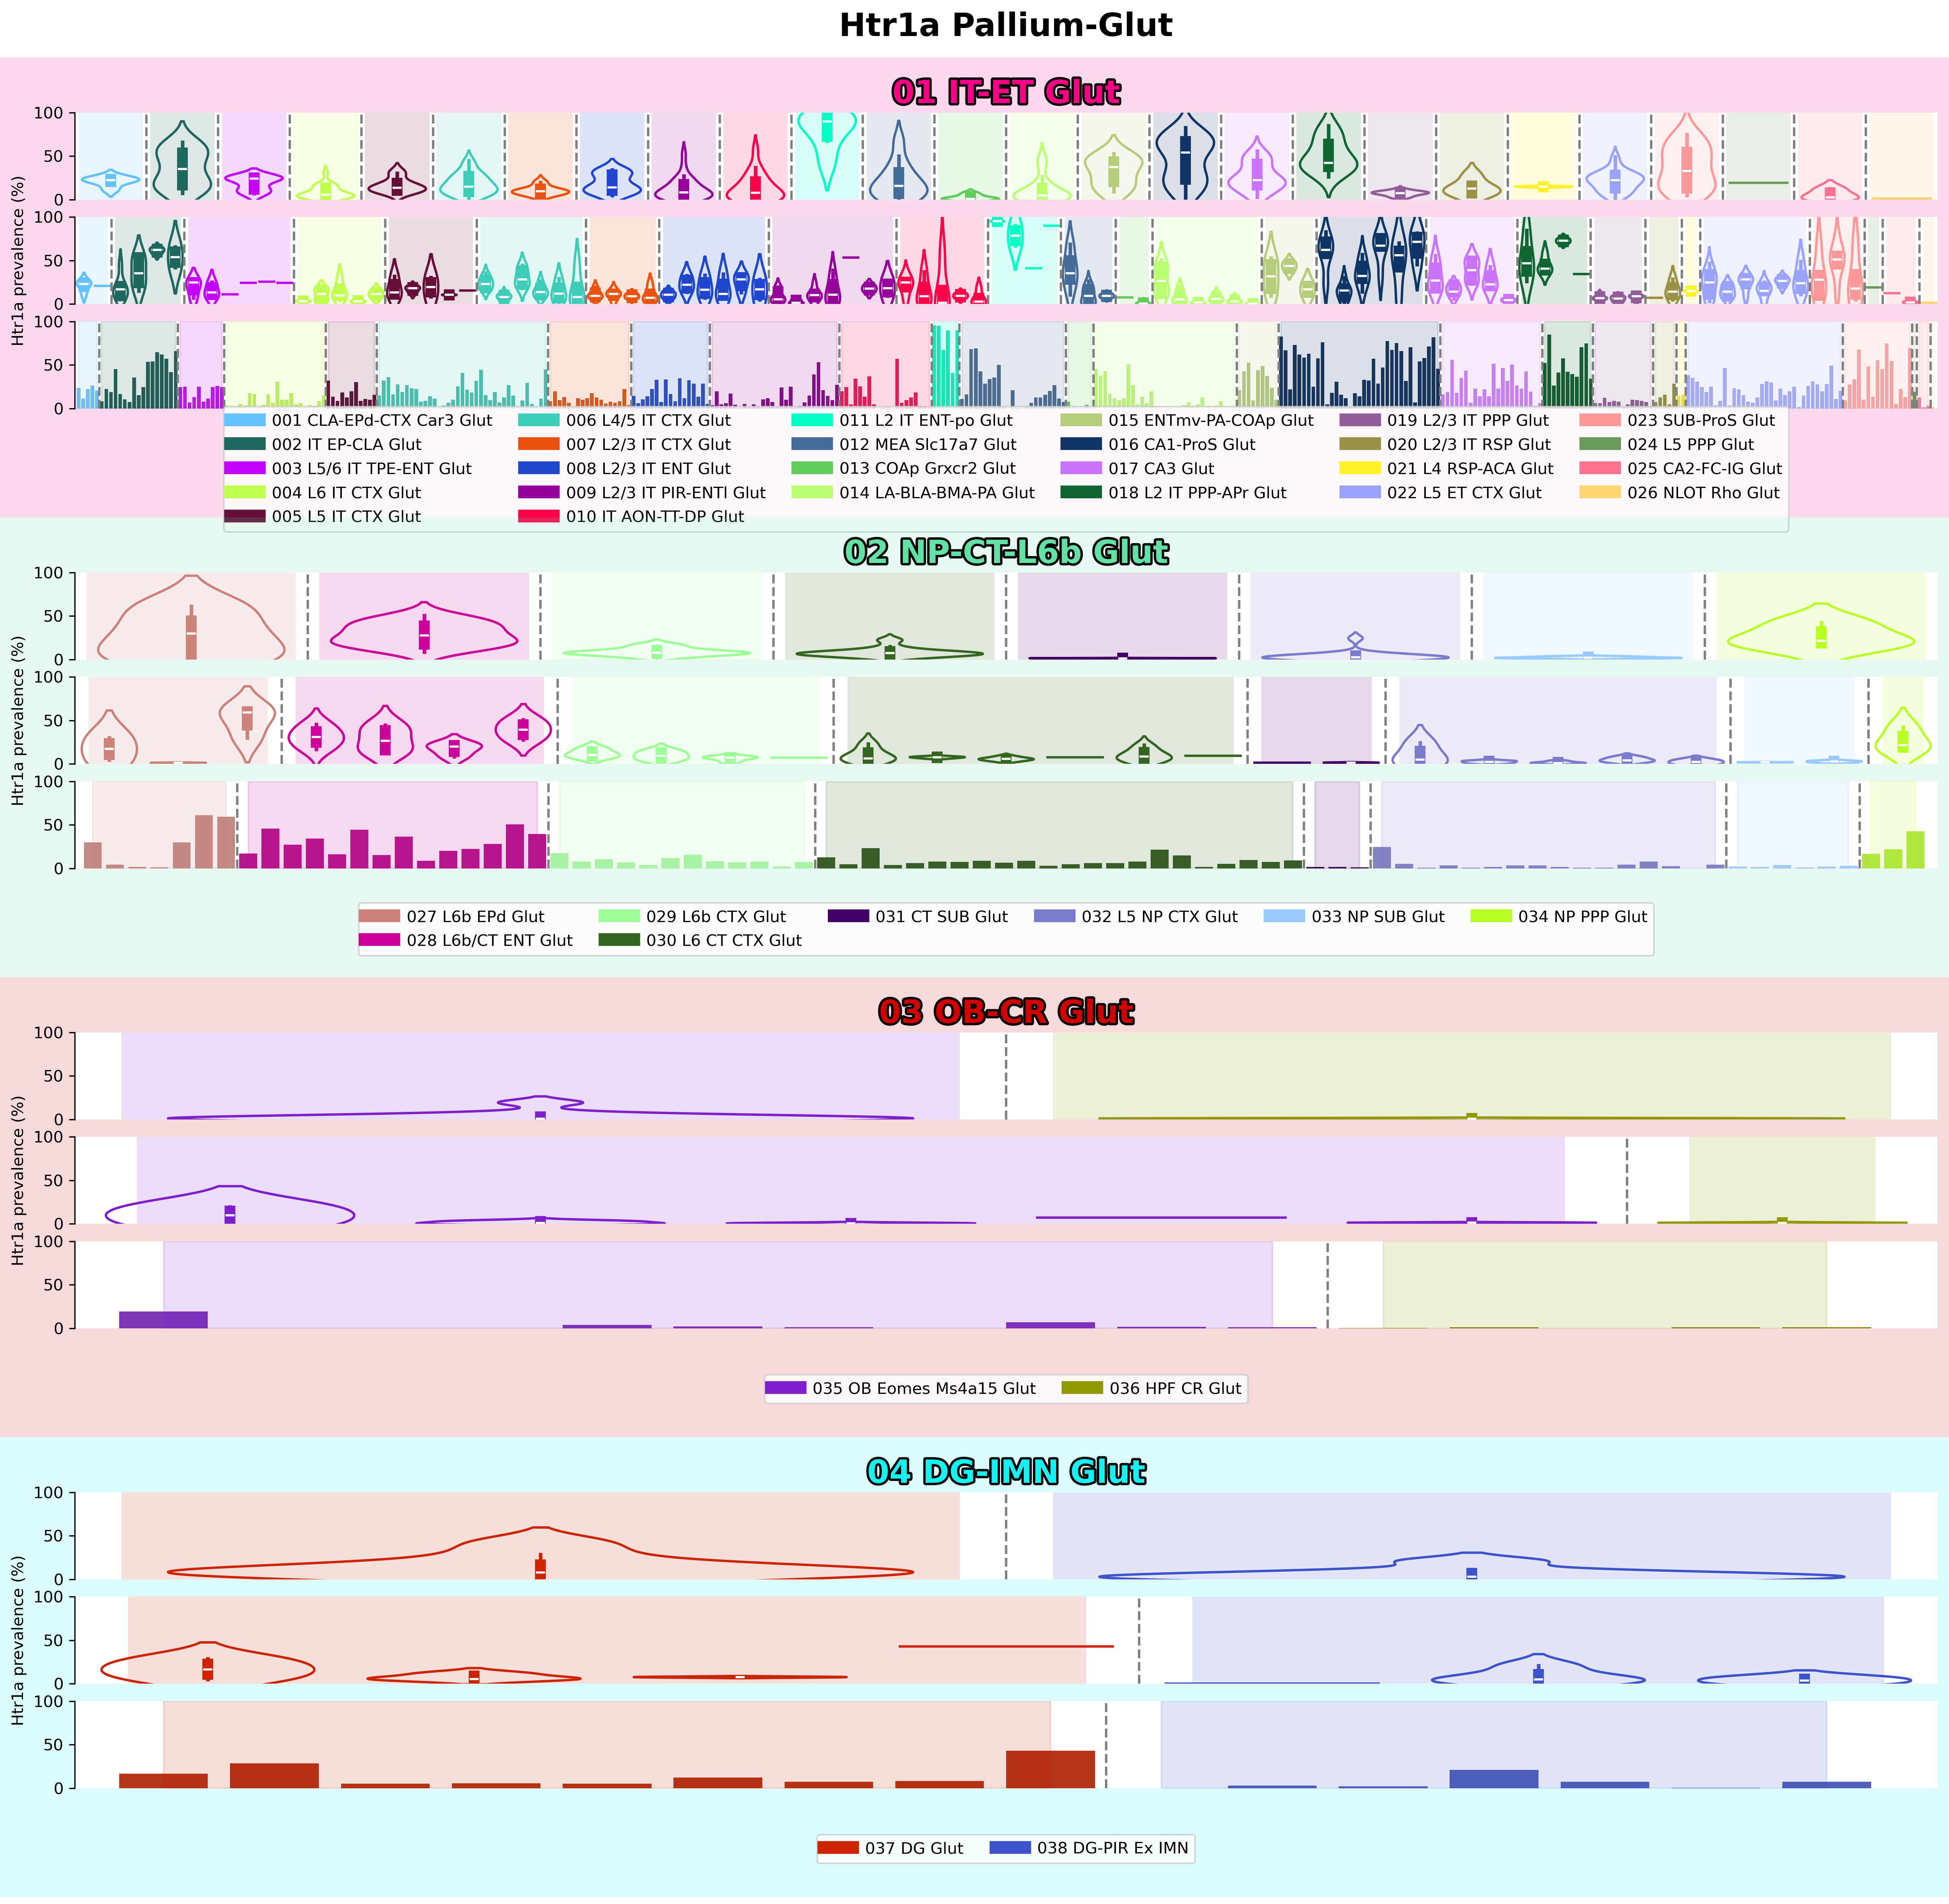 Htr1a Pallium-Glut
01 IT-ET Glut
100
50
0
100
50
0
100
50
0
Htr1a prevalence (%)
001 CLA-EPd-CTX Car3 Glut
002 IT EP-CLA Glut
003 L5/6 IT TPE-ENT Glut
004 L6 IT CTX Glut
005 L5 IT CTX Glut
006 L4/5 IT CTX Glut
007 L2/3 IT CTX Glut
008 L2/3 IT ENT Glut
009 L2/3 IT PIR-ENTl Glut
010 IT AON-TT-DP Glut
011 L2 IT ENT-po Glut
012 MEA Slc17a7 Glut
013 COAp Grxcr2 Glut
014 LA-BLA-BMA-PA Glut
015 ENTmv-PA-COAp Glut
016 CA1-ProS Glut
017 CA3 Glut
018 L2 IT PPP-APr Glut
019 L2/3 IT PPP Glut
020 L2/3 IT RSP Glut
021 L4 RSP-ACA Glut
022 L5 ET CTX Glut
023 SUB-ProS Glut
024 L5 PPP Glut
025 CA2-FC-IG Glut
026 NLOT Rho Glut
02 NP-CT-L6b Glut
100
50
0
100
50
0
100
50
0
Htr1a prevalence (%)
027 L6b EPd Glut
028 L6b/CT ENT Glut
029 L6b CTX Glut
030 L6 CT CTX Glut
031 CT SUB Glut
032 L5 NP CTX Glut
033 NP SUB Glut
034 NP PPP Glut
03 OB-CR Glut
100
50
0
100
50
0
100
50
0
Htr1a prevalence (%)
035 OB Eomes Ms4a15 Glut
036 HPF CR Glut
04 DG-IMN Glut
100
50
0
100
50
0
100
50
0
Htr1a prevalence (%)
037 DG Glut
038 DG-PIR Ex IMN